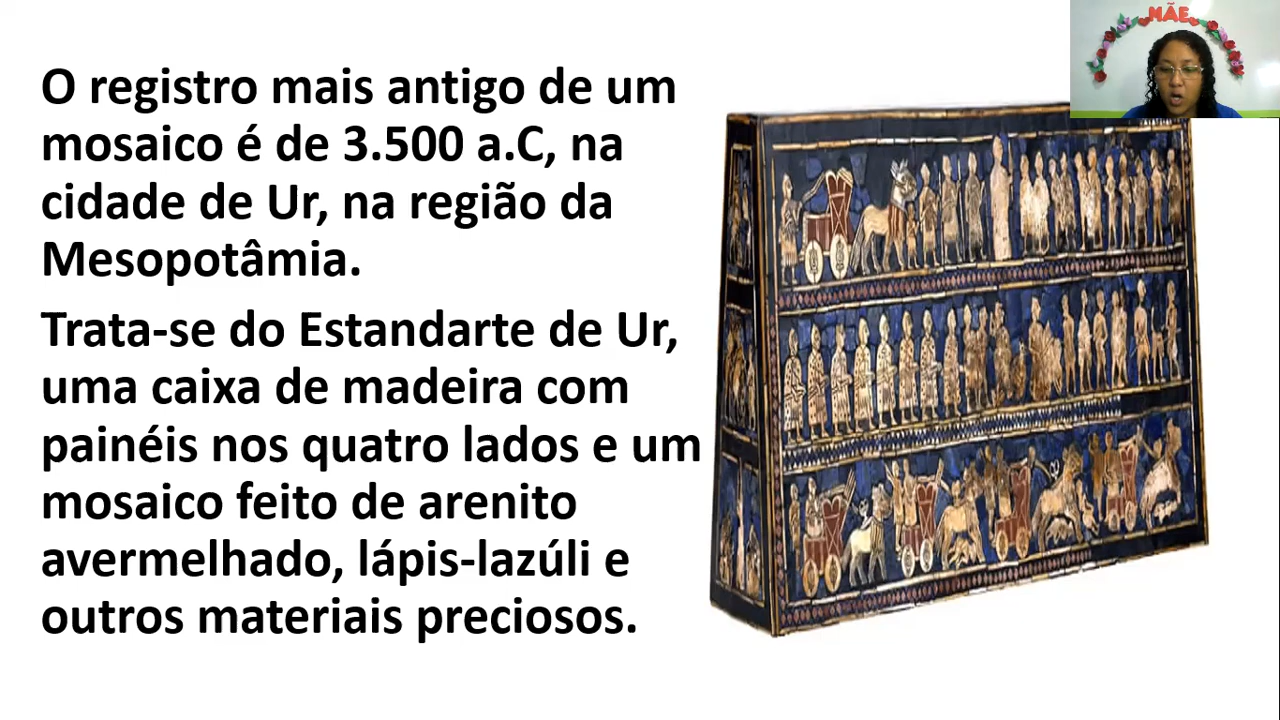 MÃE
O registro mais antigo de um
mosaico é de 3.500 a.C, na
cidade de Ur, na região da
Mesopotâmia.
Trata-se do Estandarte de Ur,
uma caixa de madeira com
painéis nos quatro lados e um
mosaico feito de arenito
avermelhado, lápis-lazúli e
outros materiais preciosos.